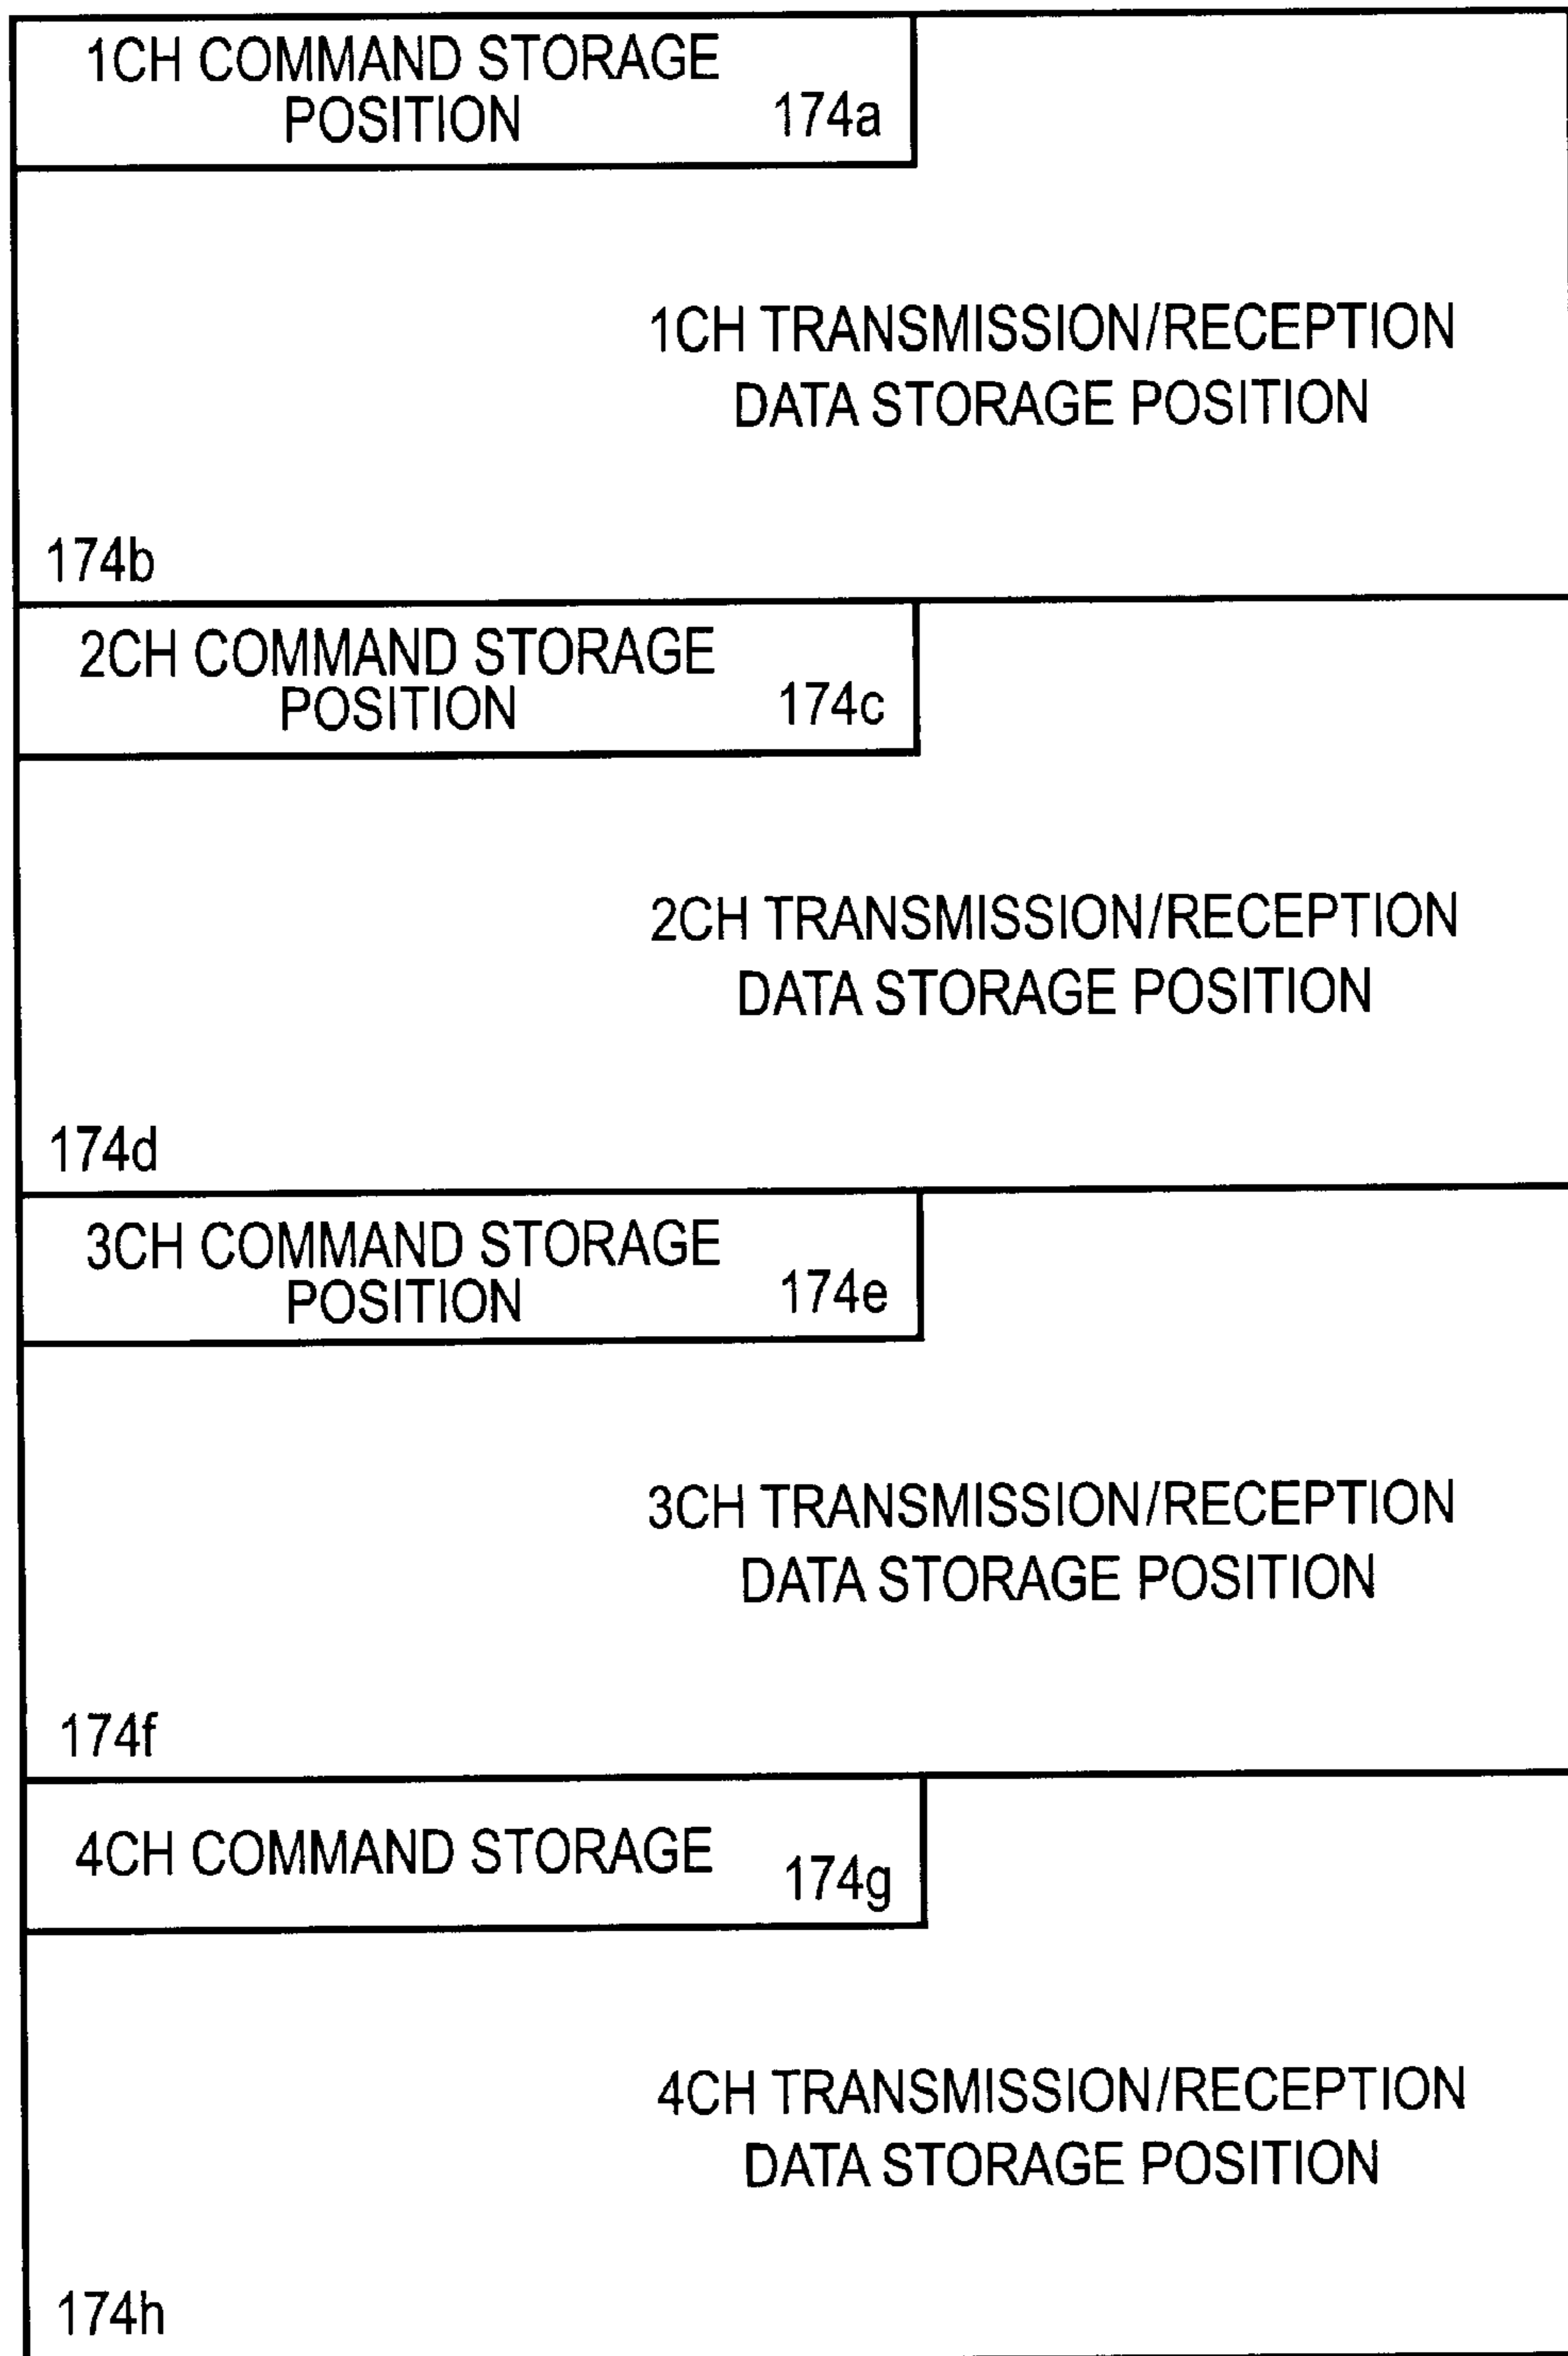 1CH COMMAND STORAGE
POSITION 174a
1CH TRANSMISSION/RECEPTION
DATA STORAGE POSITION
174b
2CH COMMAND STORAGE
POSITION 174c
2CH TRANSMISSION/RECEPTION
DATA STORAGE POSITION
174d
3CH COMMAND STORAGE
POSITION 174e
3CH TRANSMISSION/RECEPTION
DATA STORAGE POSITION
174f
4CH COMMAND STORAGE 174g
4CH TRANSMISSION/RECEPTION
DATA STORAGE POSITION
174h